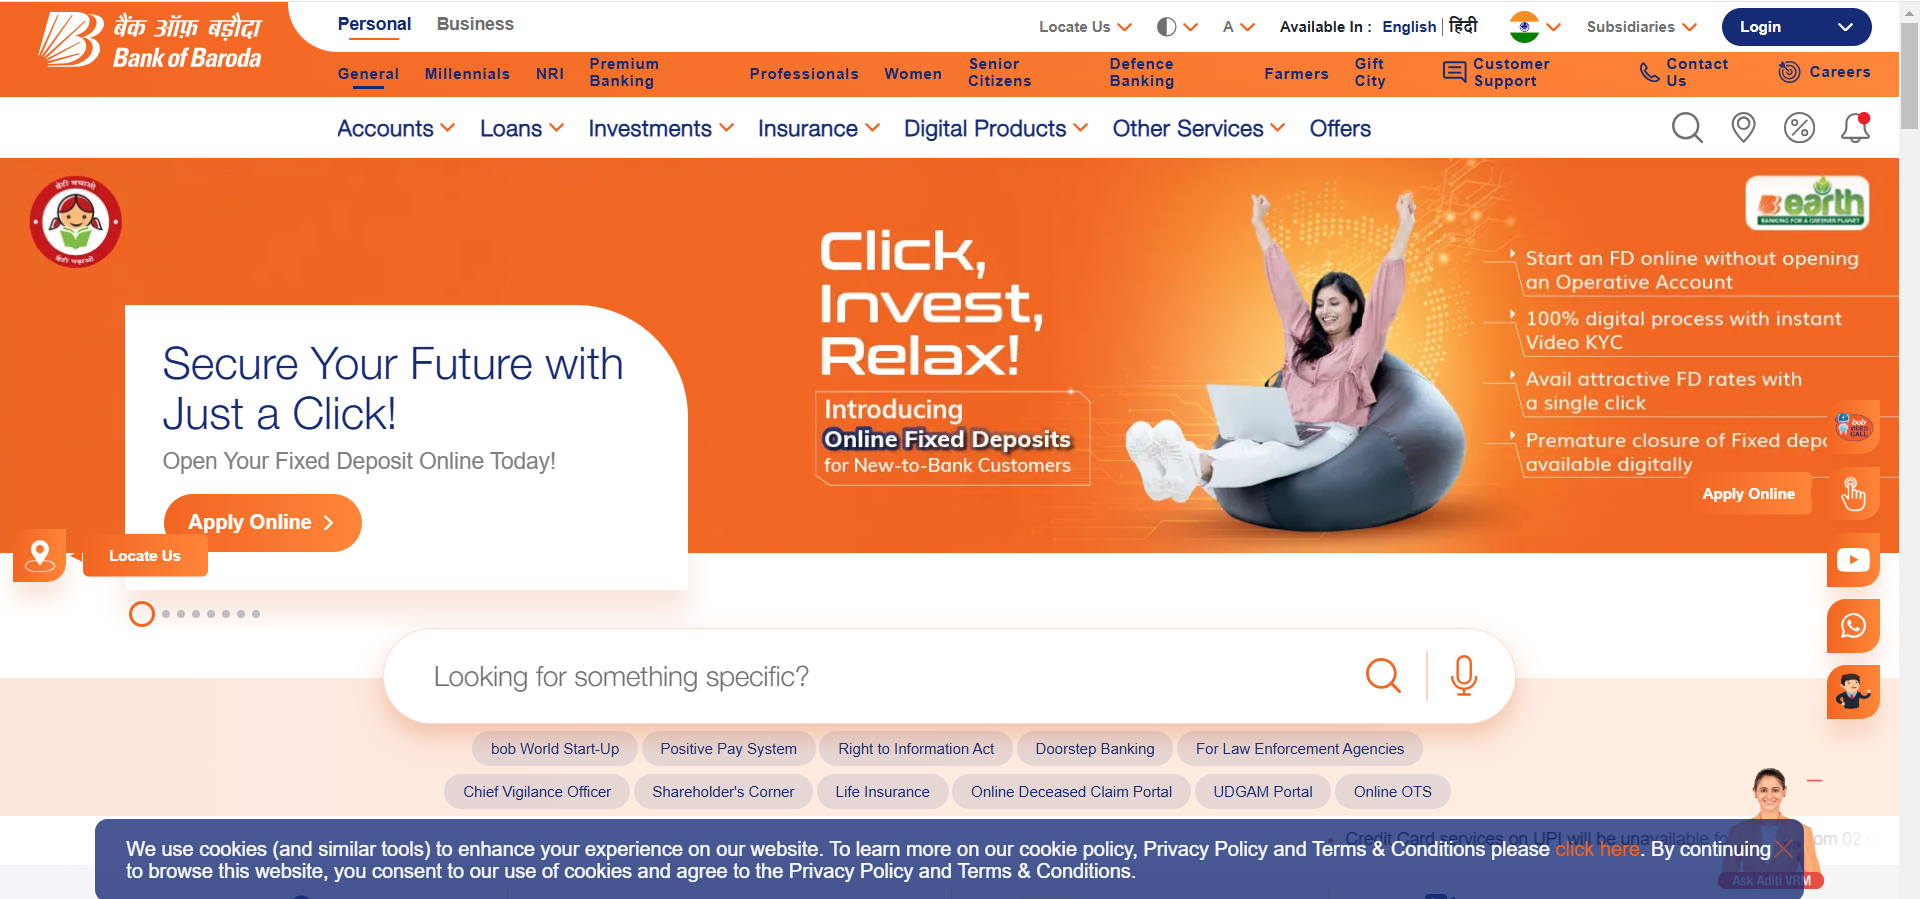 बैंक ऑफ़ बड़ौदा
Bank of Baroda
Personal
Business
Locate Us
A
Available In :
English
हिंदी
Subsidiaries
Login
General
Millennials
NRI
Premium
Banking
Professionals
Women
Senior
Citizens
Defence
Banking
Farmers
Gift
City
Customer
Support
Contact
Us
Careers
Accounts
Loans
Investments
Insurance
Digital Products
Other Services
Offers
बेटी बचाओ
बेटी पढ़ाओ
Secure Your Future with
Just a Click!
Open Your Fixed Deposit Online Today!
Apply Online
Locate Us
Click,
Invest,
Relax!
Introducing
Online Fixed Deposits
for New-to-Bank Customers
earth
BANKING FOR A GREENER PLANET
Start an FD online without opening
an Operative Account
100% digital process with instant
Video KYC
Avail attractive FD rates with
a single click
Premature closure of Fixed depo
available digitally
bob
VIDEO
CALL
Apply Online
Looking for something specific?
bob World Start-Up
Positive Pay System
Right to Information Act
Doorstep Banking
For Law Enforcement Agencies
Chief Vigilance Officer
Shareholder's Corner
Life Insurance
Online Deceased Claim Portal
UDGAM Portal
Online OTS
Credit Card services on UPI will be unavailable fo
om 02:
We use cookies (and similar tools) to enhance your experience on our website. To learn more on our cookie policy, Privacy Policy and Terms & Conditions please click here. By continuing
to browse this website, you consent to our use of cookies and agree to the Privacy Policy and Terms & Conditions.
Ask Aditi VRM